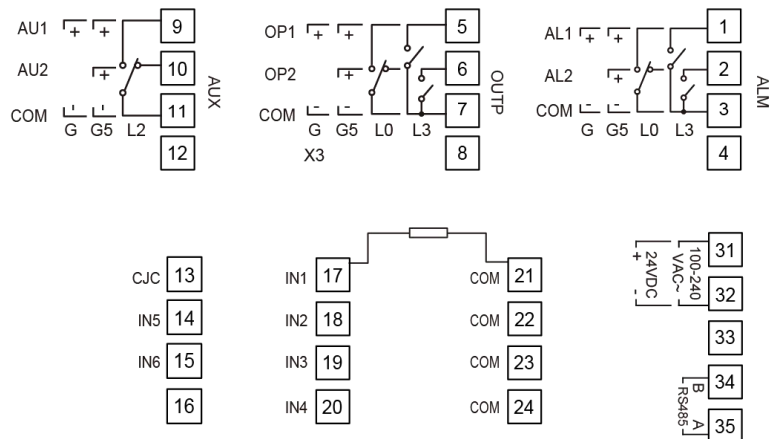 AU1 + + 9
AU2 + 10
COM - - 11
G G5 L2
12
AUX
OP1 + + 5
OP2 + 6
COM - - 7
G G5 L0 L3
X3 8
OUTP
AL1 + + 1
AL2 + 2
COM - - 3
G G5 L0 L3
4
ALM
CJC 13
IN5 14
IN6 15
16
IN1 17
IN2 18
IN3 19
IN4 20
COM 21
COM 22
COM 23
COM 24
31
32
33
34
35
100-240
VAC~
24VDC
+ -
B A
RS485